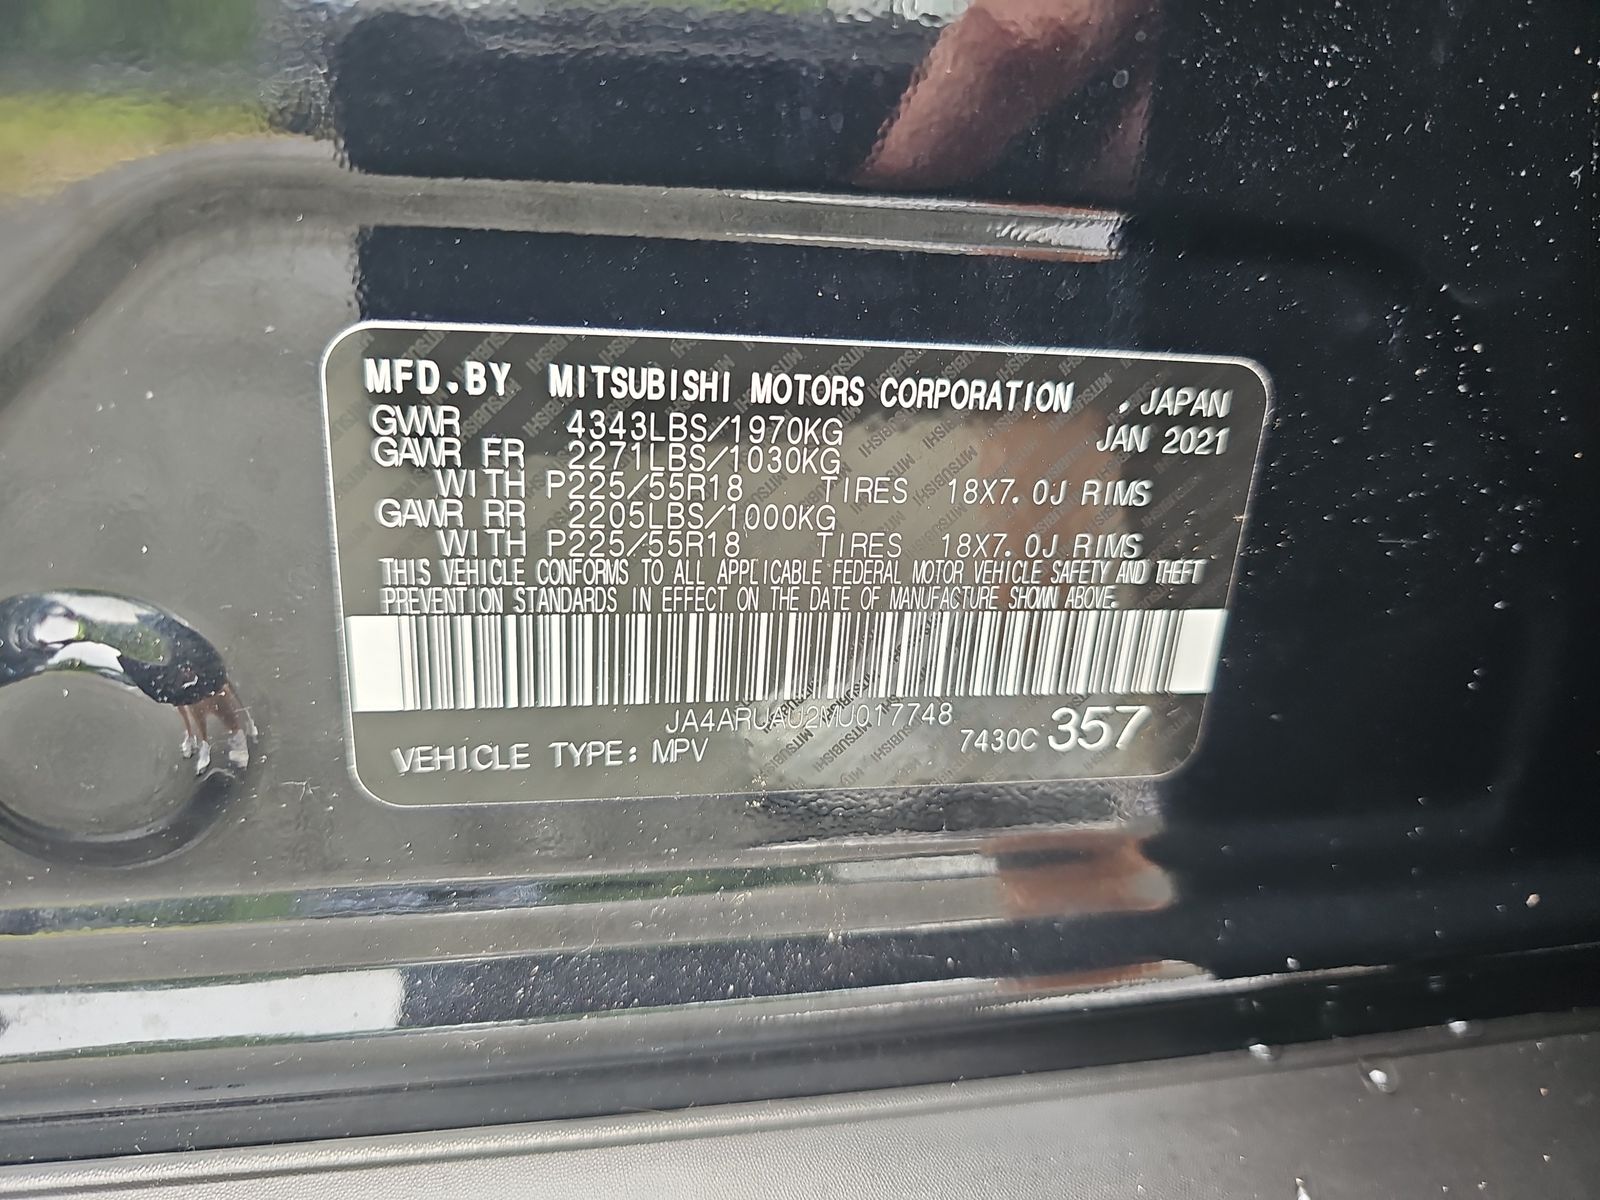 MFD.BY MITSUBISHI MOTORS CORPORATION , JAPAN
GVWR 4343LBS/1970KG JAN 2021
GAWR FR 2271LBS/1030KG
WITH P225/55R18 TIRES 18X7.0J RIMS
GAWR RR 2205LBS/1000KG
WITH P225/55R18 TIRES 18X7.0J RIMS
THIS VEHICLE CONFORMS TO ALL APPLICABLE FEDERAL MOTOR VEHICLE SAFETY AND THEFT
PREVENTION STANDARDS IN EFFECT ON THE DATE OF MANUFACTURE SHOWN ABOVE.
JA4ARUAU2MU017748
VEHICLE TYPE: MPV 7430C 357